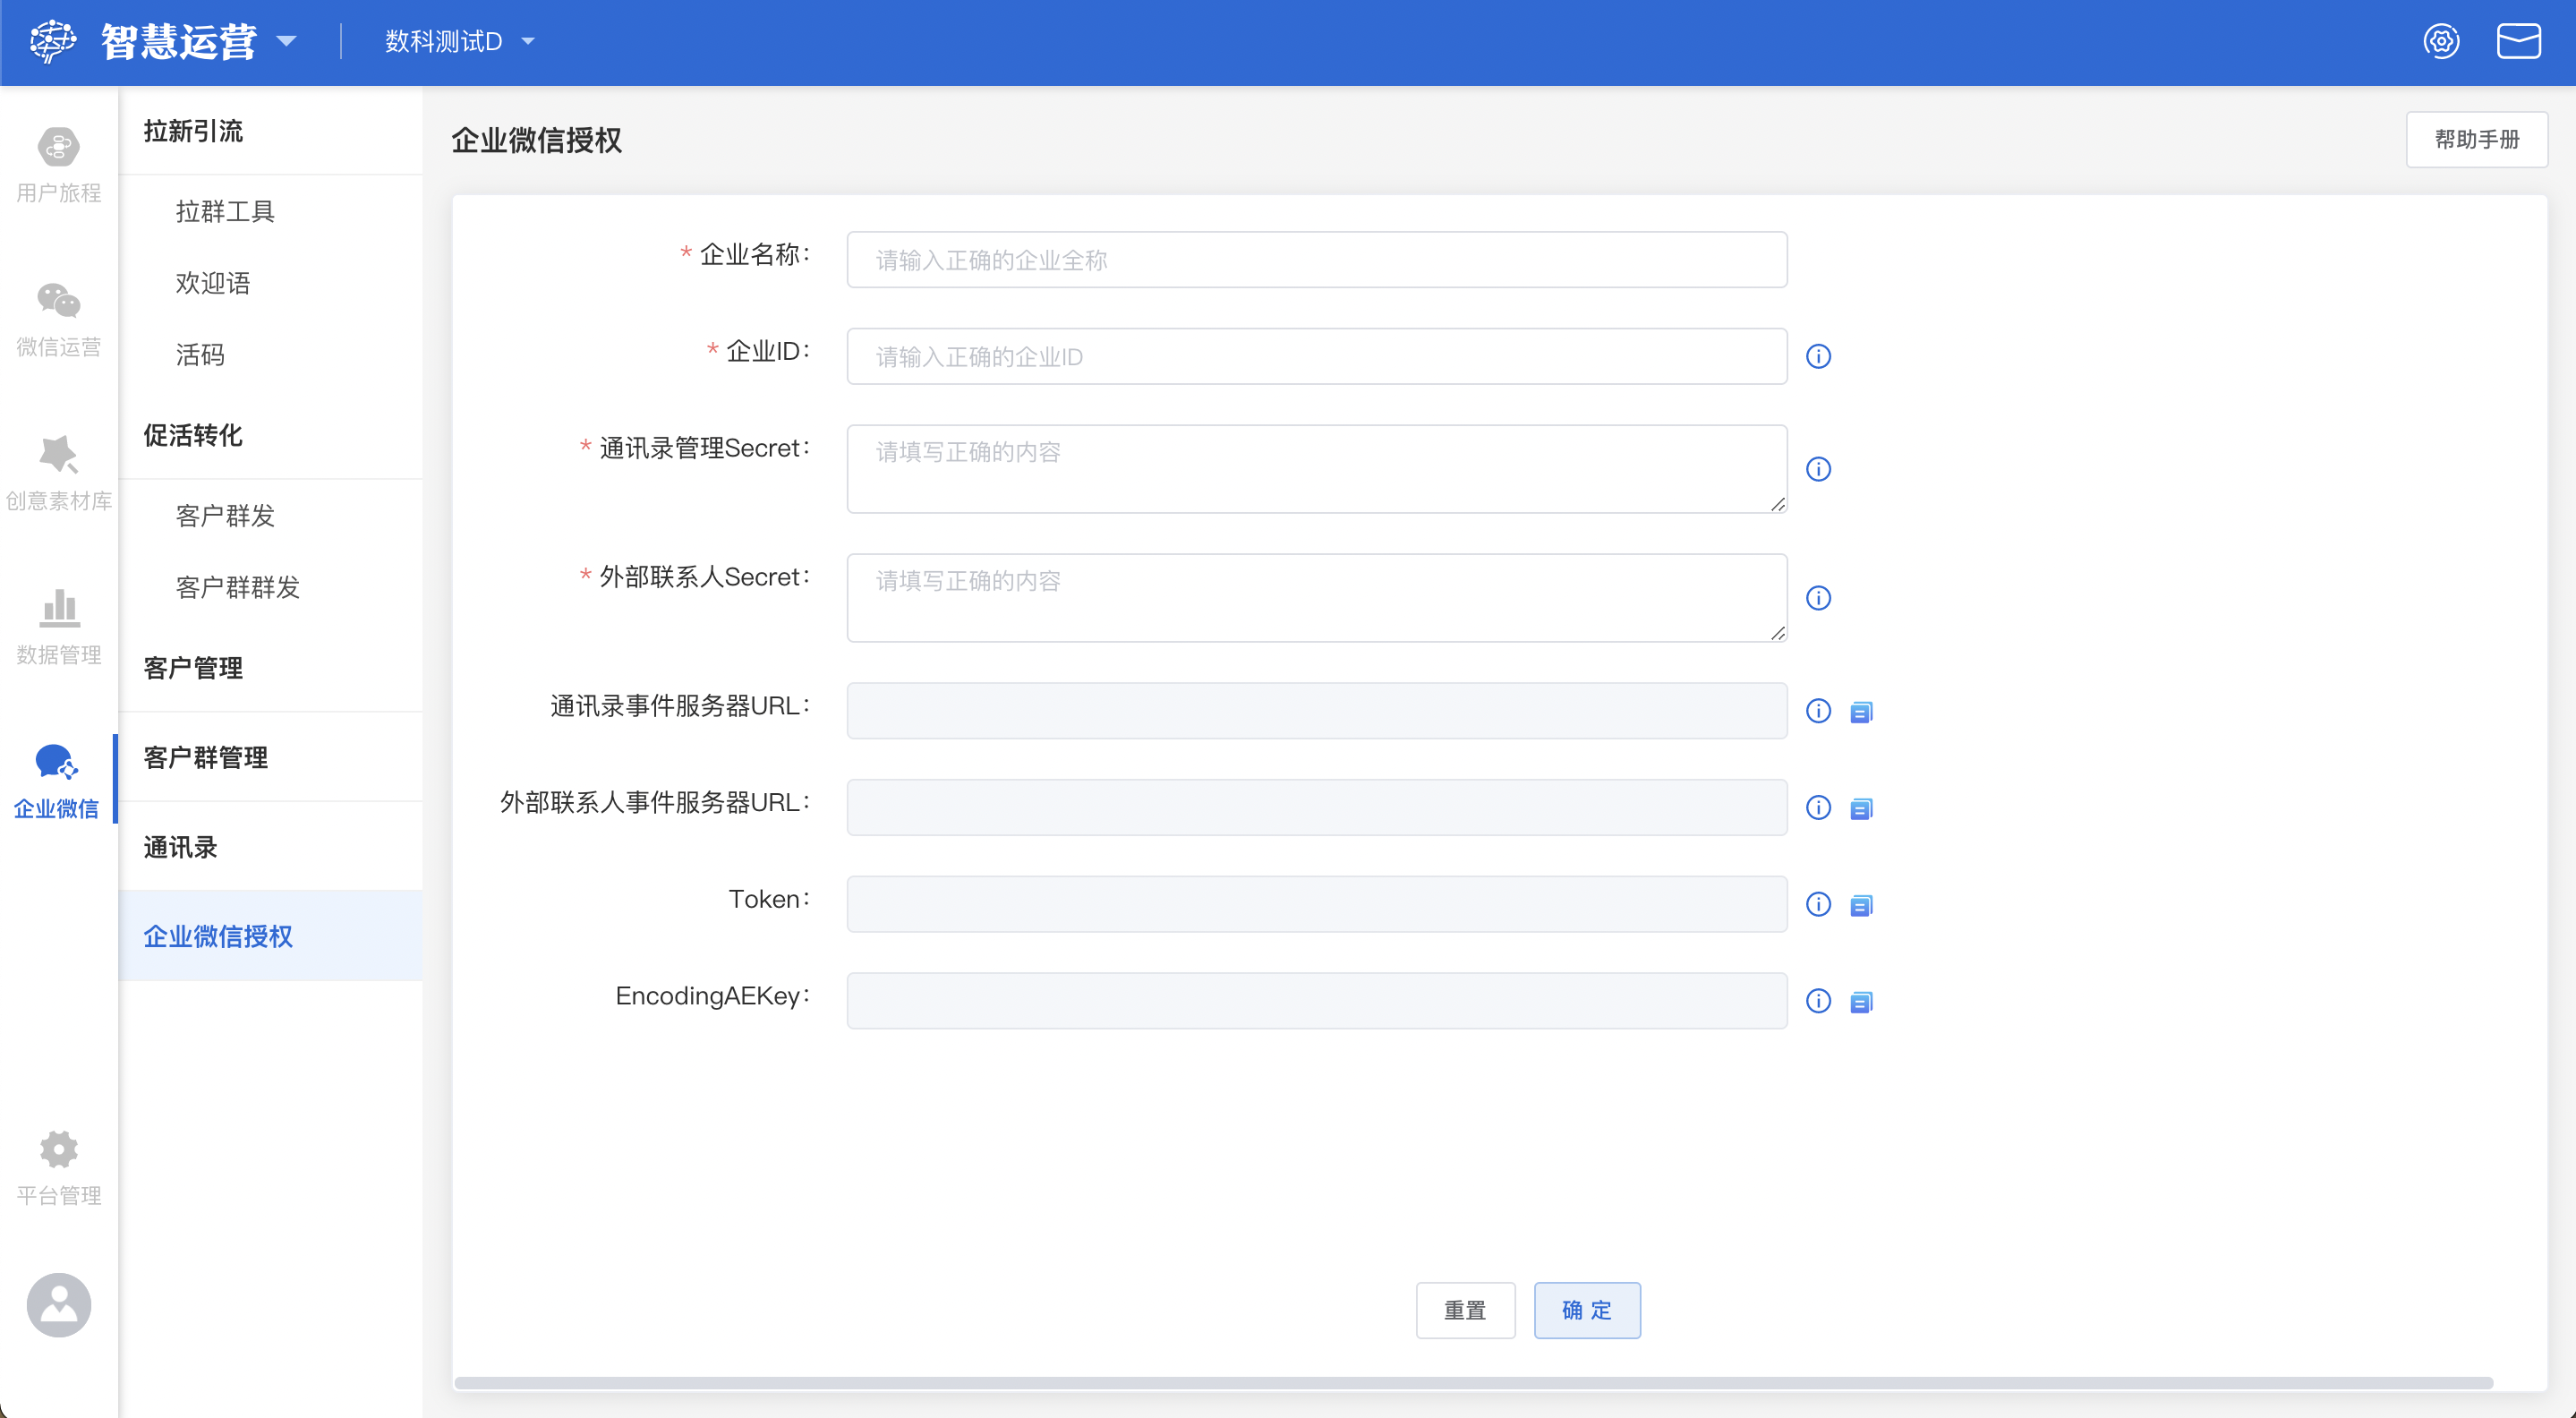 智慧运营
数科测试D
用户旅程
微信运营
创意素材库
数据管理
企业微信
平台管理
拉新引流
拉群工具
欢迎语
活码
促活转化
客户群发
客户群群发
客户管理
客户群管理
通讯录
企业微信授权
企业微信授权
帮助手册
* 企业名称：
请输入正确的企业全称
* 企业ID：
请输入正确的企业ID
* 通讯录管理Secret：
请填写正确的内容
* 外部联系人Secret：
请填写正确的内容
通讯录事件服务器URL：
外部联系人事件服务器URL：
Token：
EncodingAEKey：
重置
确 定